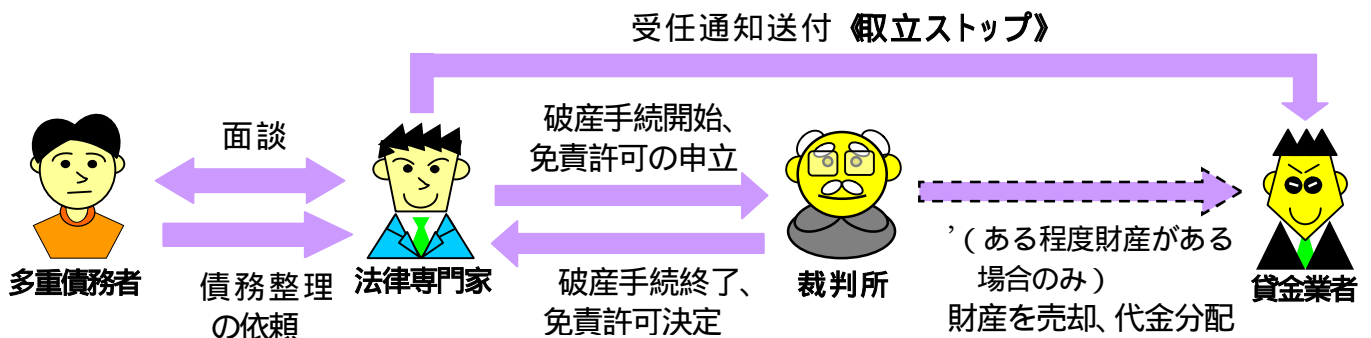 受任通知送付《取立ストップ》
面談
破産手続開始、
免責許可の申立
多重債務者
債務整理
の依頼
法律専門家
破産手続終了、
免責許可決定
裁判所
’（ある程度財産がある
場合のみ）
財産を売却、代金分配
貸金業者